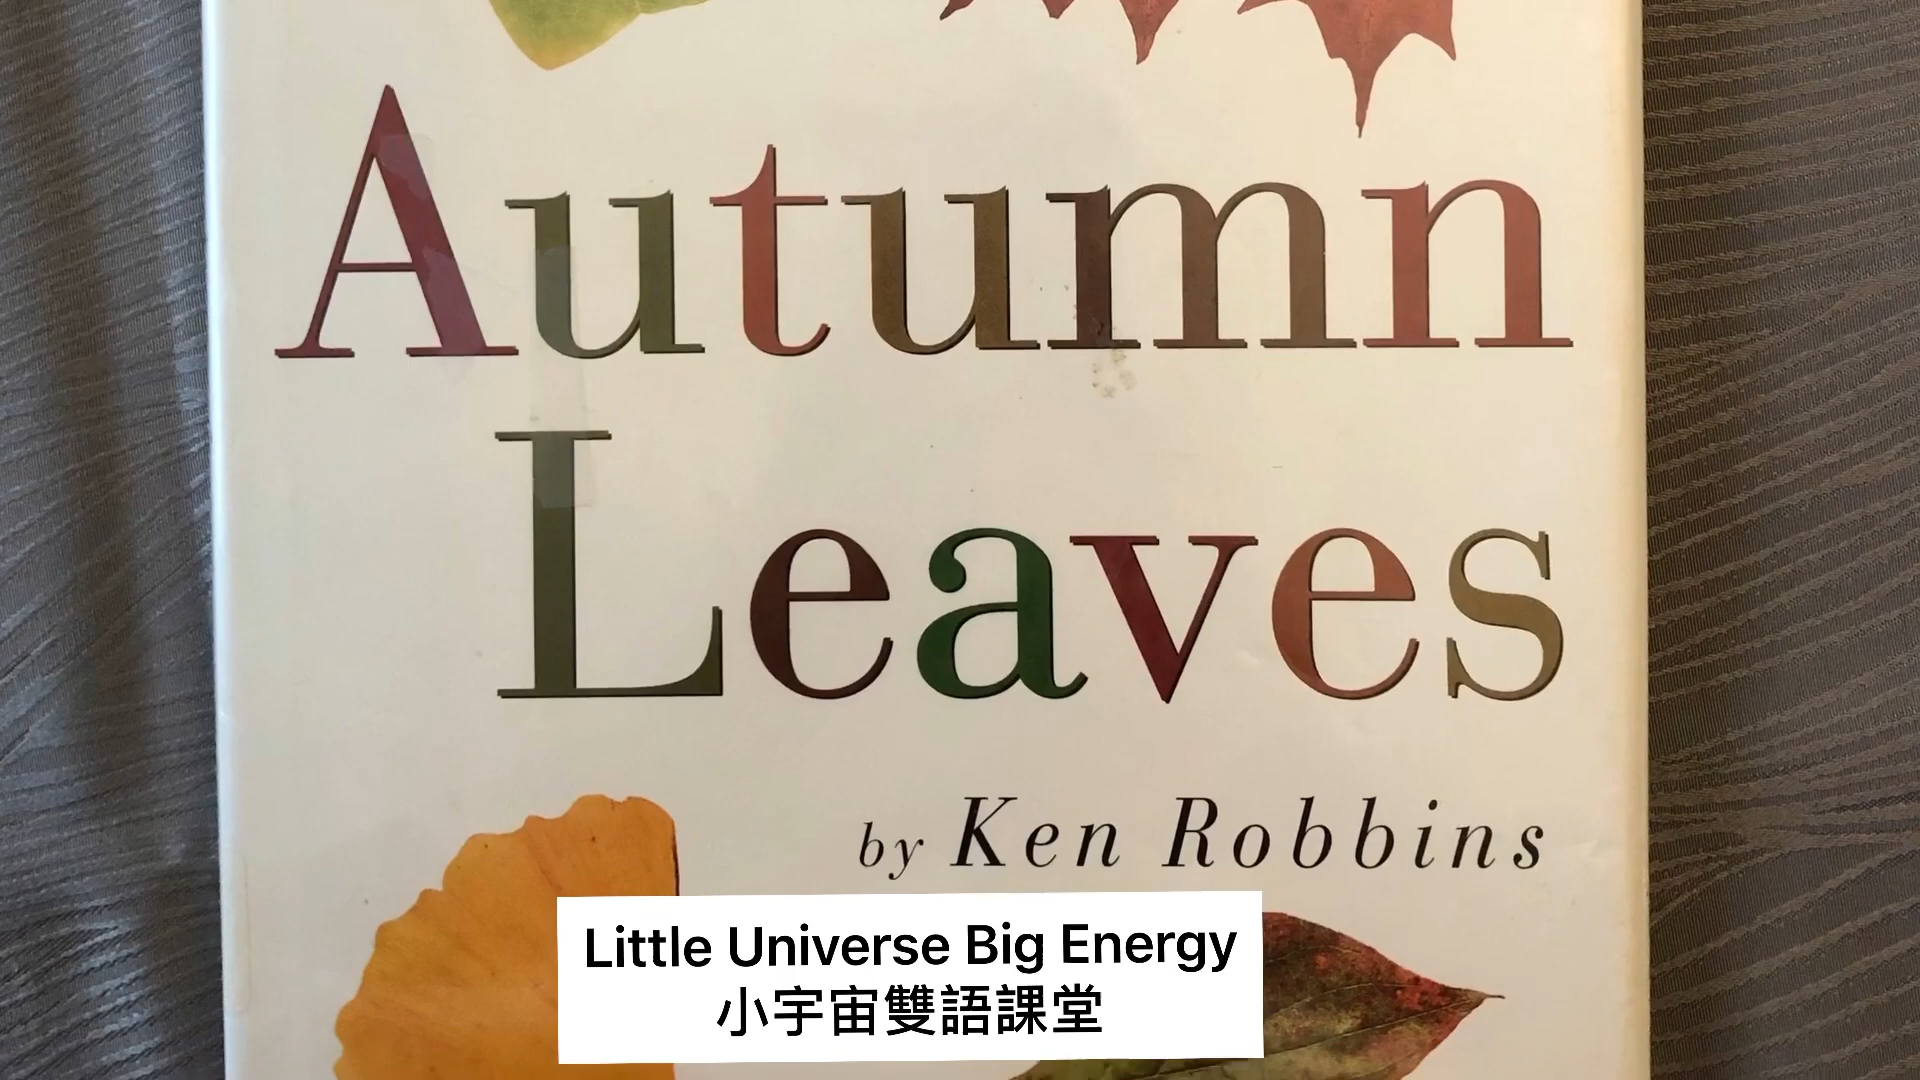 Autumn
Leaves
by Ken Robbins
Little Universe Big Energy
小宇宙雙語課堂